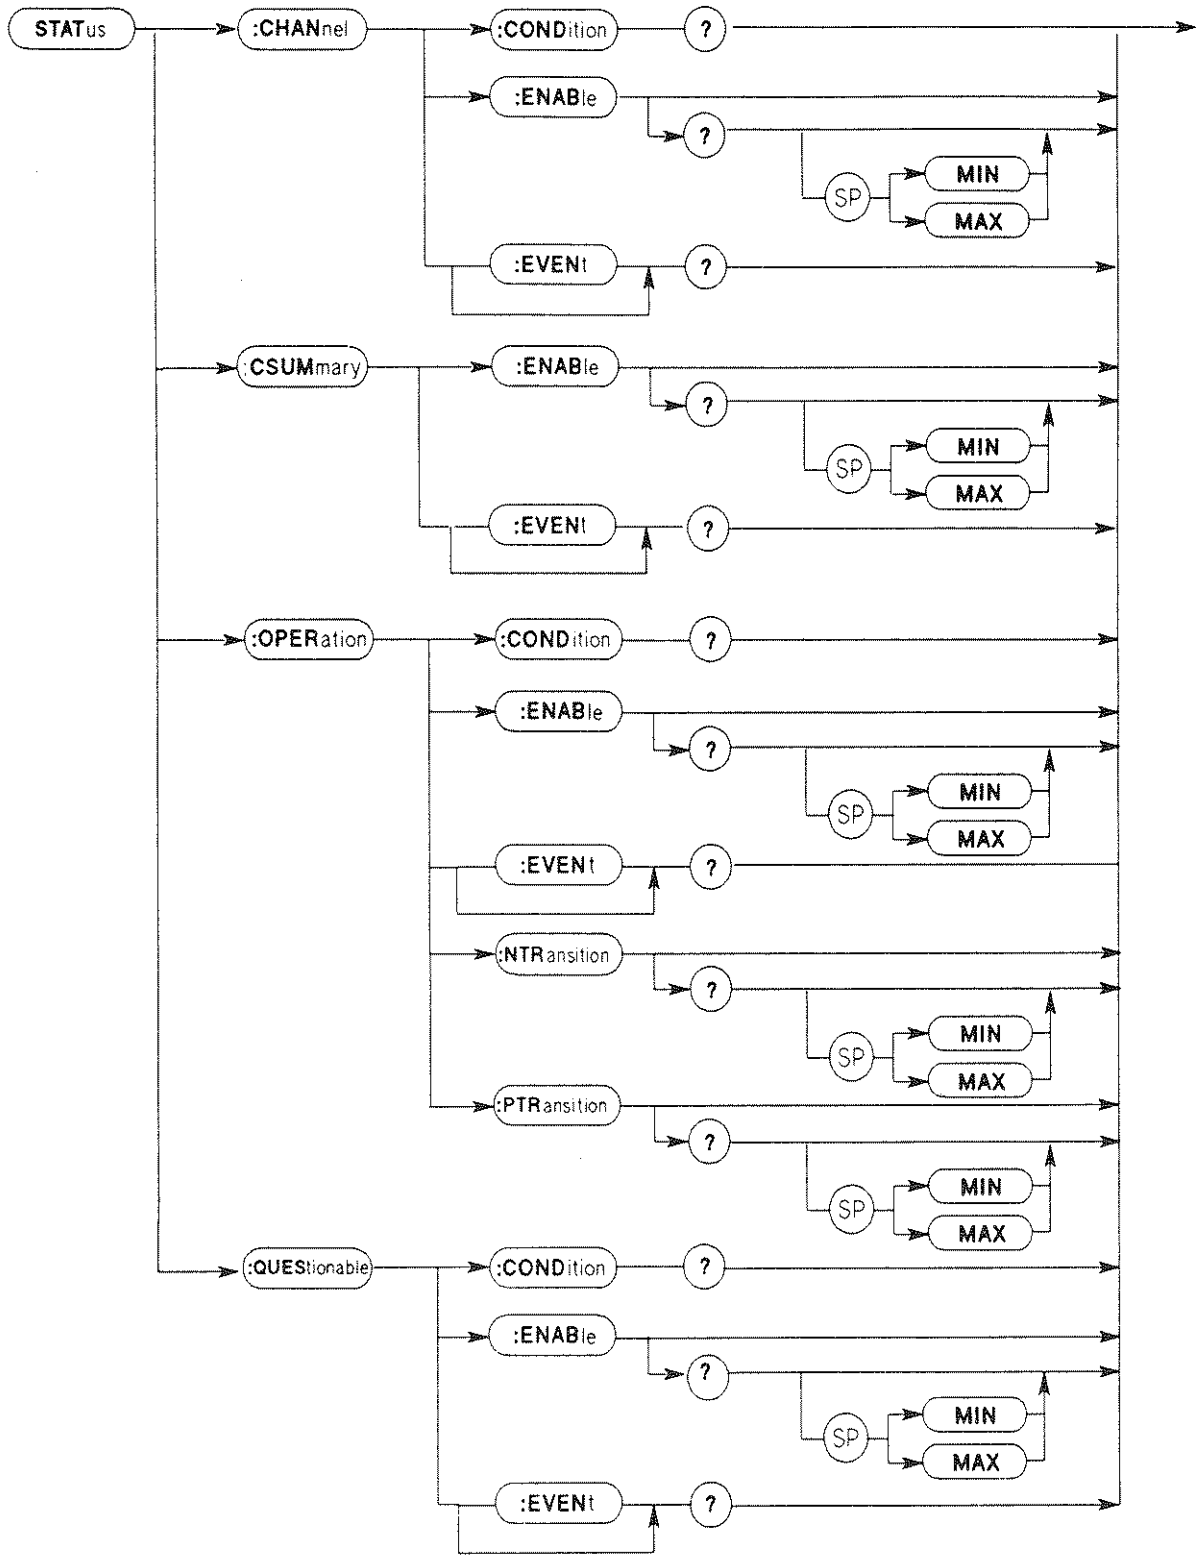 STATus :CHANnel :CONDition ?
:ENABle
?
SP MIN
MAX
:EVENt ?
:CSUMmary :ENABle
?
SP MIN
MAX
:EVENt ?
:OPERation :CONDition ?
:ENABle
?
SP MIN
MAX
:EVENt ?
:NTRansition
?
SP MIN
MAX
:PTRansition
?
SP MIN
MAX
:QUEStionable :CONDition ?
:ENABle
?
SP MIN
MAX
:EVENt ?